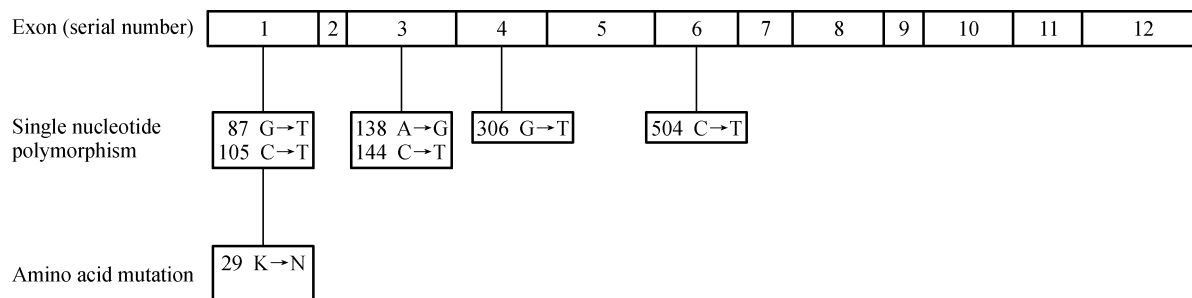 Exon (serial number) 1 2 3 4 5 6 7 8 9 10 11 12
Single nucleotide polymorphism
87 G→T
105 C→T
138 A→G
144 C→T
306 G→T
504 C→T
Amino acid mutation
29 K→N